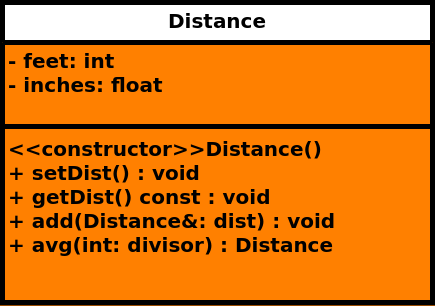 Distance
- feet: int
- inches: float
<<constructor>>Distance()
+ setDist() : void
+ getDist() const : void
+ add(Distance&: dist) : void
+ avg(int: divisor) : Distance